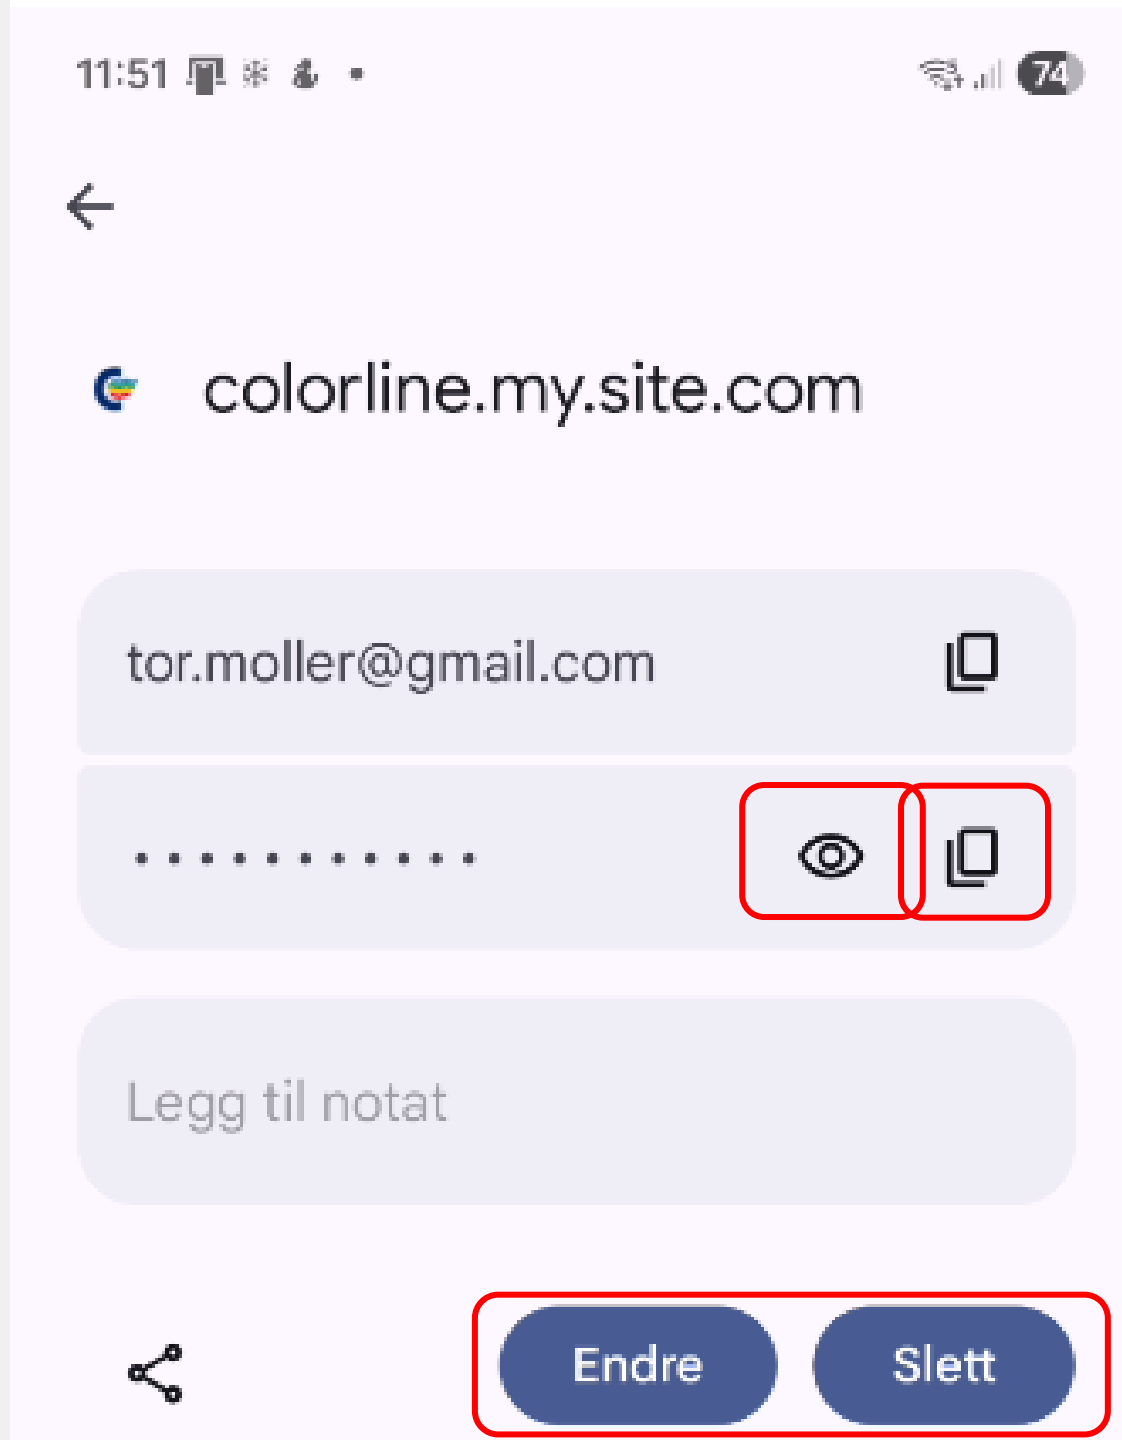 11:51
74
colorline.my.site.com
tor.moller@gmail.com
Legg til notat
Endre Slett